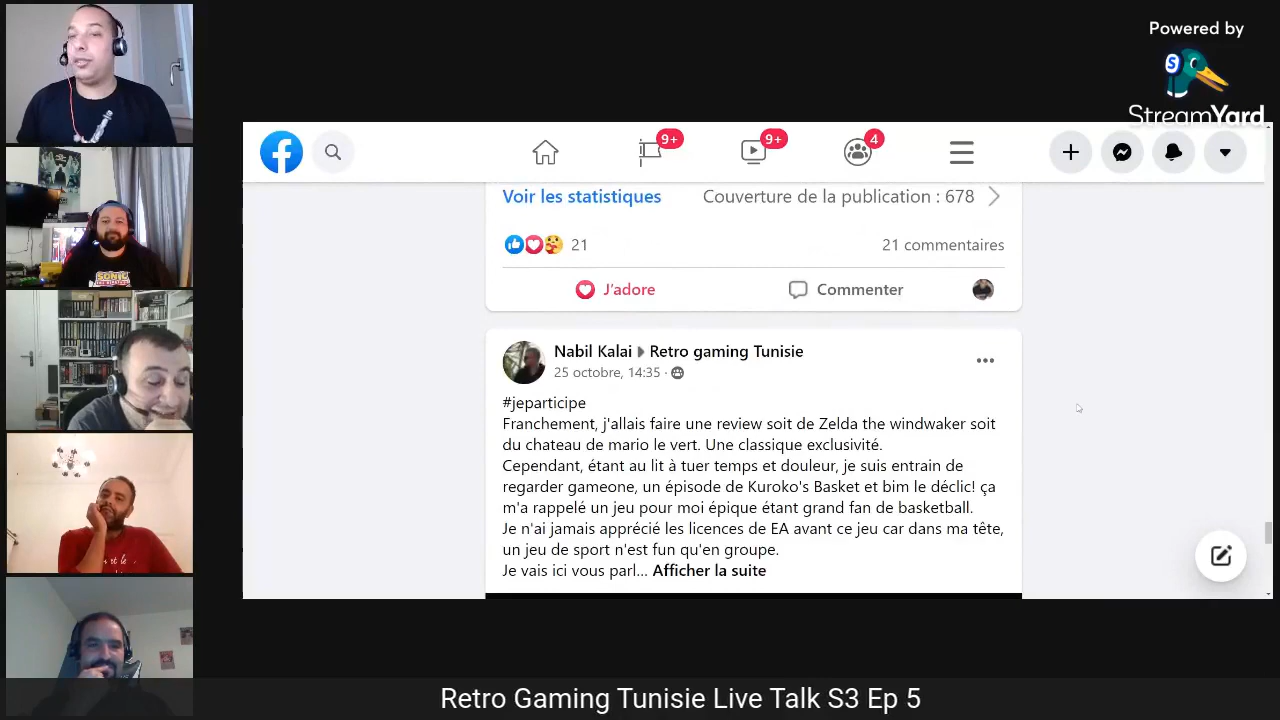 Powered by
S
StreamYard
9+
9+
4
Voir les statistiques
Couverture de la publication : 678
21
21 commentaires
J'adore
Commenter
Nabil Kalai Retro gaming Tunisie
25 octobre, 14:35 ·
#jeparticipe
Franchement, j'allais faire une review soit de Zelda the windwaker soit
du chateau de mario le vert. Une classique exclusivité.
Cependant, étant au lit à tuer temps et douleur, je suis entrain de
regarder gameone, un épisode de Kuroko's Basket et bim le déclic! ça
m'a rappelé un jeu pour moi épique étant grand fan de basketball.
Je n'ai jamais apprécié les licences de EA avant ce jeu car dans ma tête,
un jeu de sport n'est fun qu'en groupe.
Je vais ici vous parl... Afficher la suite
SONIC
Retro Gaming Tunisie Live Talk S3 Ep 5